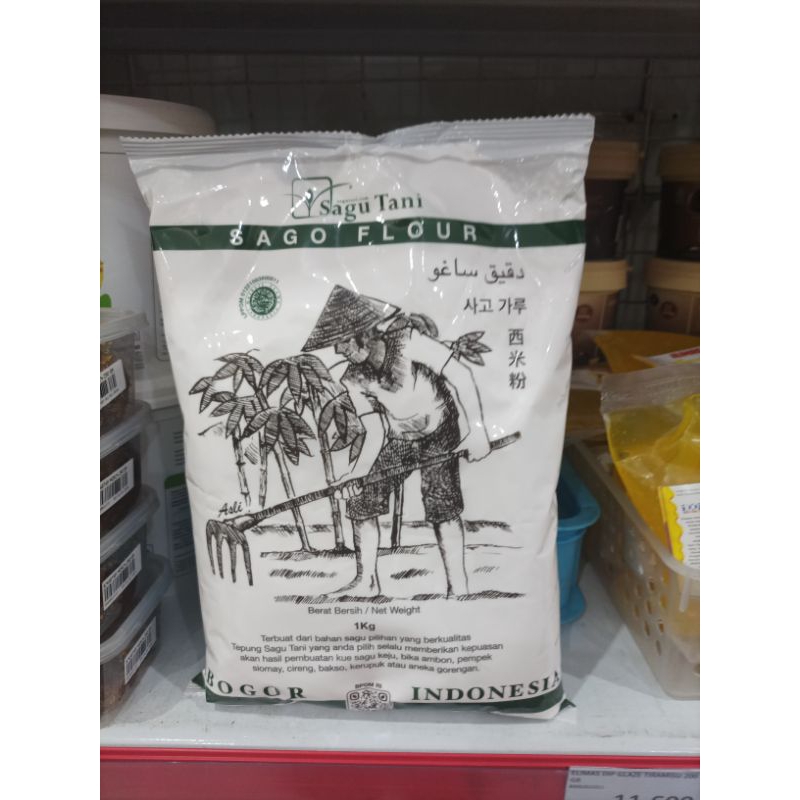 Sagu Tani
SAGO FLOUR
دقيق ساغو
사고 가루
西
米
粉
Asli
Berat Bersih / Net Weight
1Kg
Terbuat dari bahan sagu pilihan yang berkualitas
Tepung Sagu Tani yang anda pilih selalu memberikan kepuasan
akan hasil pembuatan kue sagu keju, bika ambon, pempek
siomay, cireng, bakso, kerupuk atau aneka gorengan.
BOGOR
INDONESIA